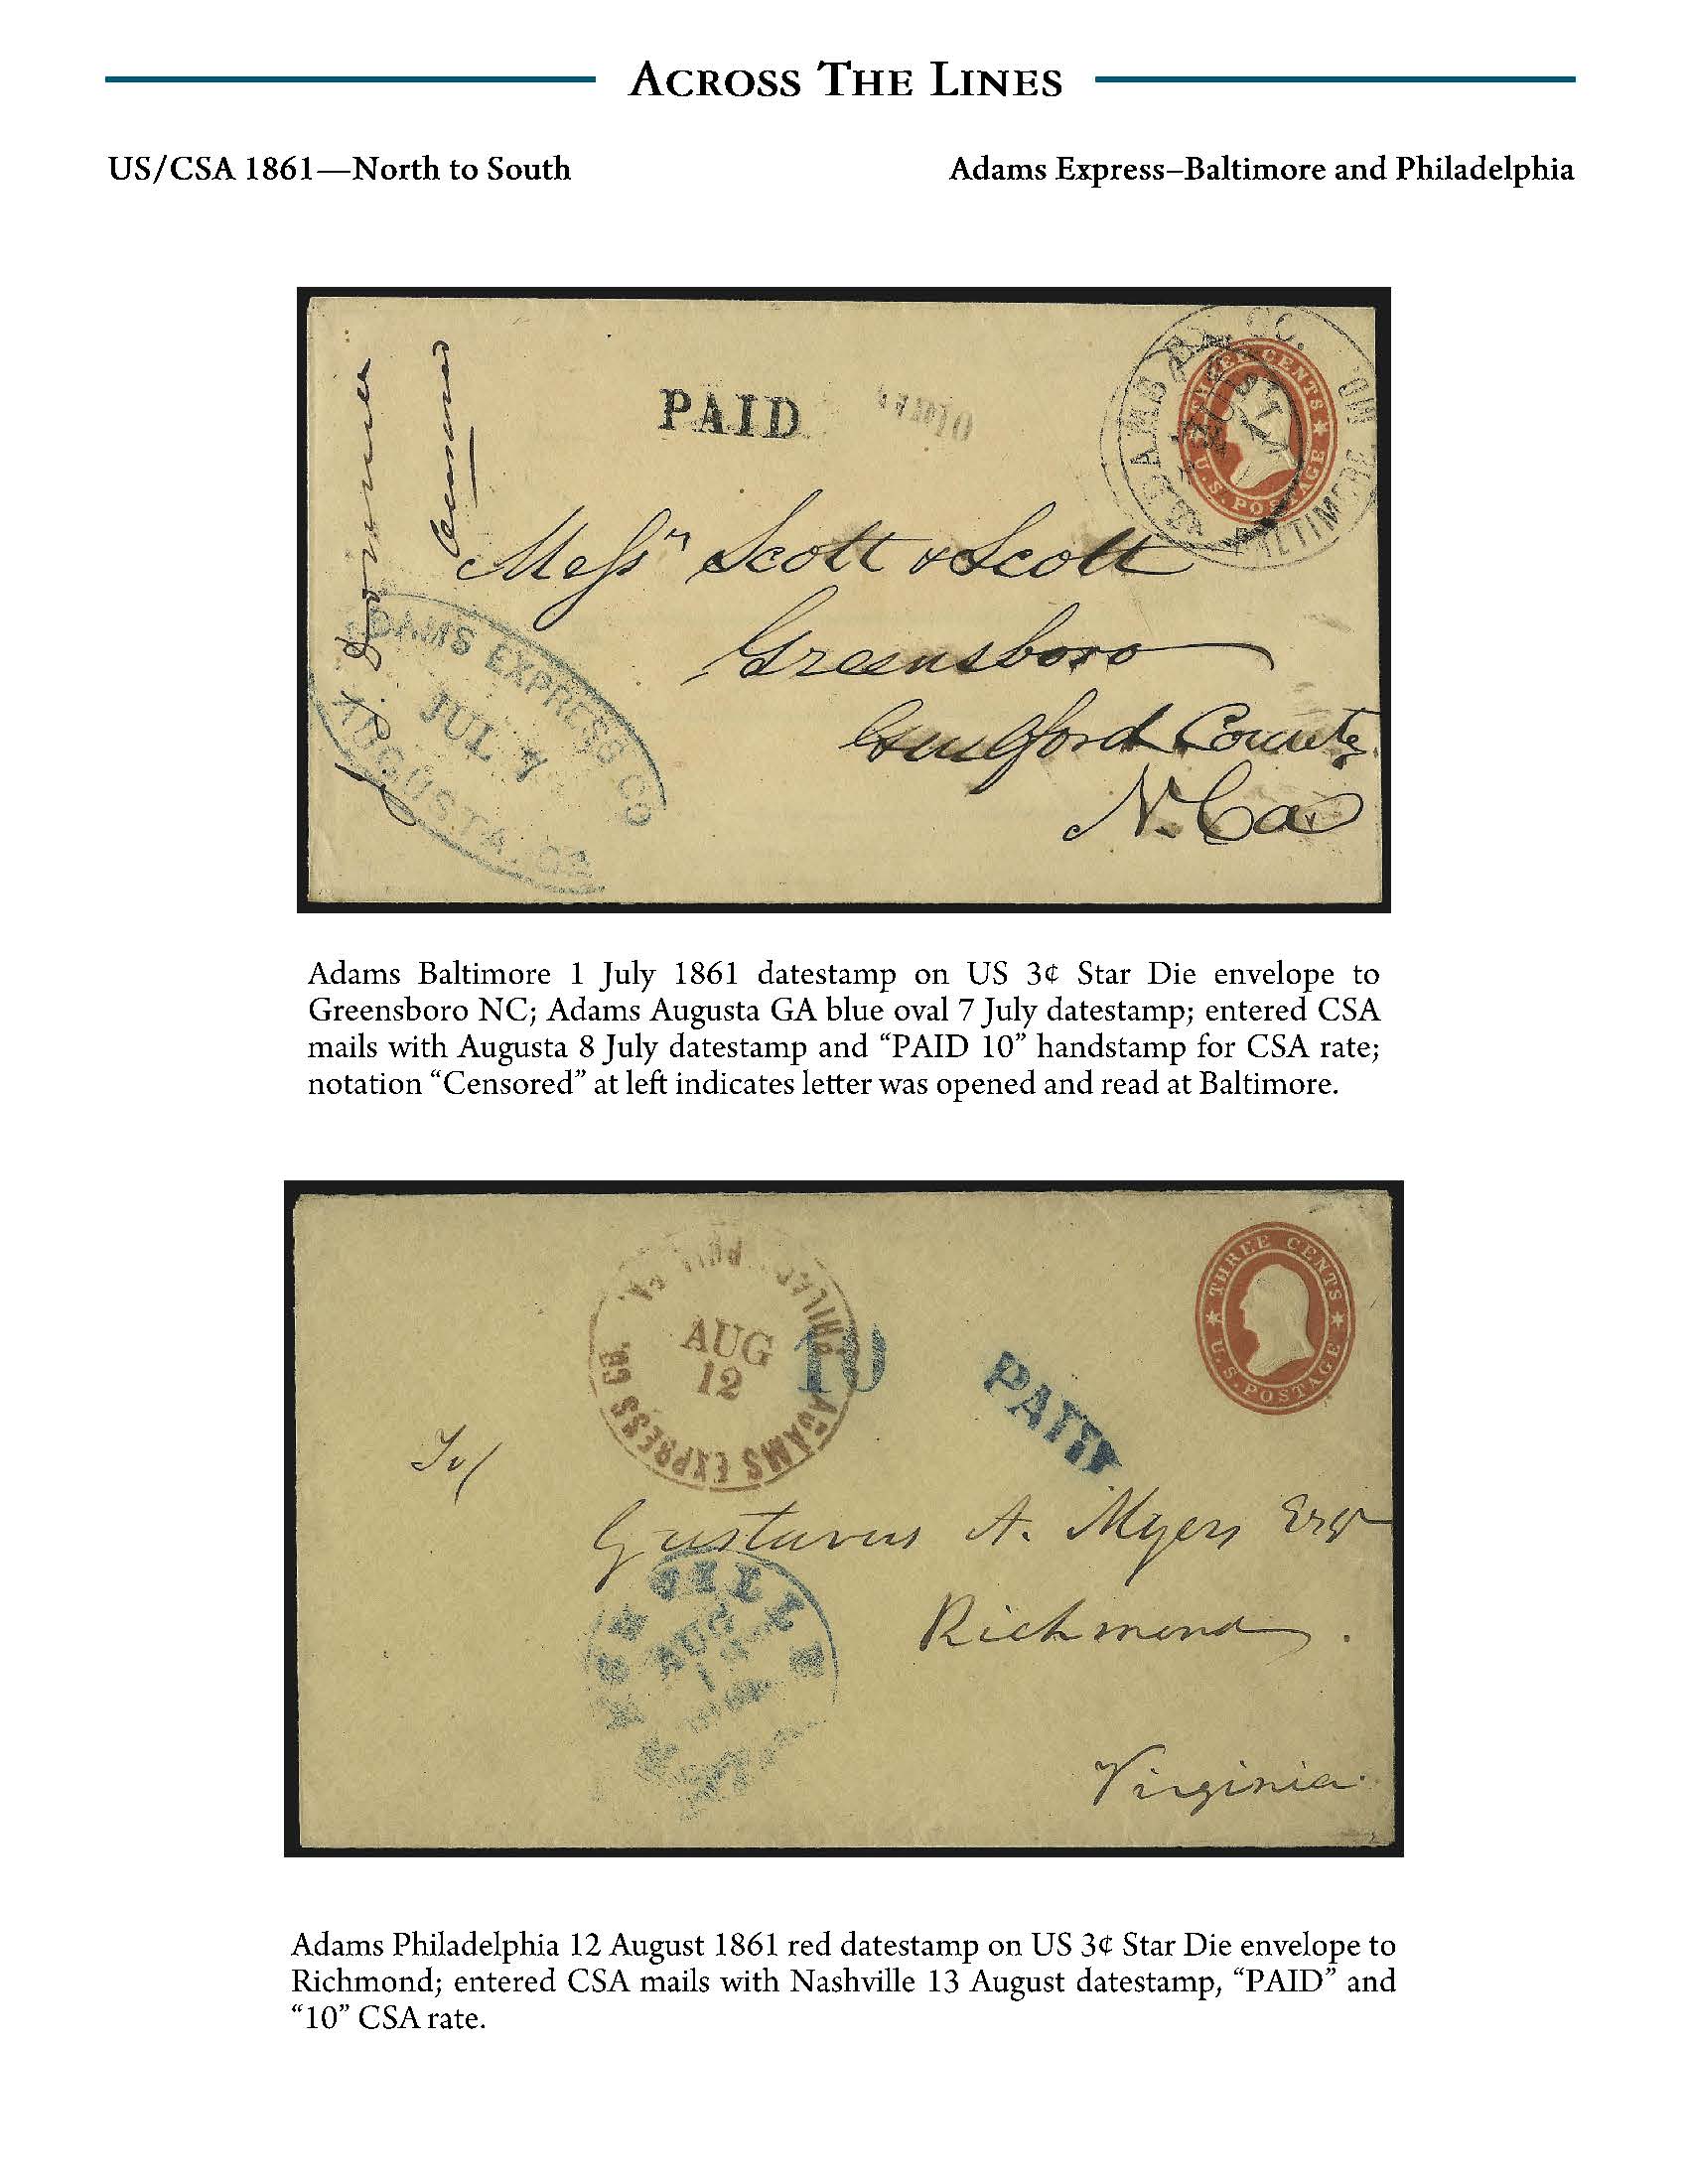 ACROSS THE LINES
US/CSA 1861—North to South
Adams Express–Baltimore and Philadelphia
PAID
THREE CENTS
U.S. POSTAGE
BALTIMORE
Messrs Scott & Scott
Greensboro
Guilford County
N. Ca
ADAMS EXPRESS CO
JUL 7
AUGUSTA, GA
Adams Baltimore 1 July 1861 datestamp on US 3¢ Star Die envelope to
Greensboro NC; Adams Augusta GA blue oval 7 July datestamp; entered CSA
mails with Augusta 8 July datestamp and “PAID 10” handstamp for CSA rate;
notation “Censored” at left indicates letter was opened and read at Baltimore.
THREE CENTS
U.S. POSTAGE
PHILAD
PA.
AUG
12
ADAMS EXPRESS CO.
10
PAID
To/
Gustavus A. Myers Esqr
Richmond.
Virginia.
AUG
Adams Philadelphia 12 August 1861 red datestamp on US 3¢ Star Die envelope to
Richmond; entered CSA mails with Nashville 13 August datestamp, “PAID” and
“10” CSA rate.